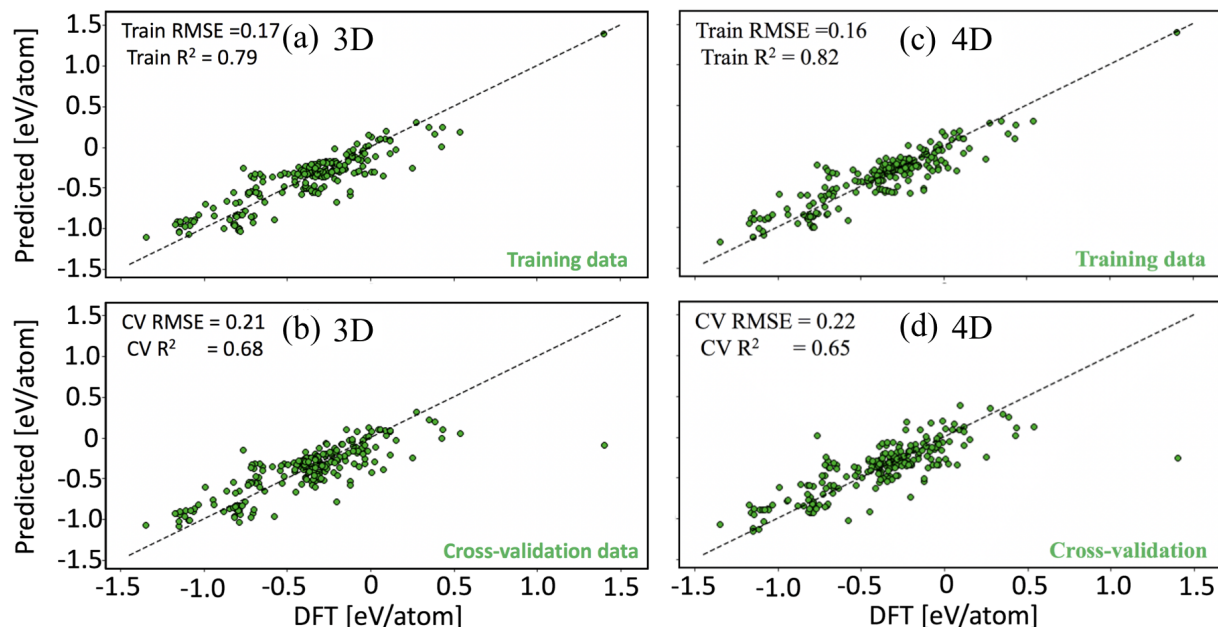 1.5
1.0
0.5
0
-0.5
-1.0
-1.5
Predicted [eV/atom]
Train RMSE =0.17
Train R² = 0.79
(a) 3D
Training data
Train RMSE = 0.16
Train R² = 0.82
(c) 4D
Training data
1.5
1.0
0.5
0
-0.5
-1.0
-1.5
Predicted [eV/atom]
CV RMSE = 0.21
CV R² = 0.68
(b) 3D
Cross-validation data
-1.5 -1.0 -0.5 0 0.5 1.0 1.5
DFT [eV/atom]
CV RMSE = 0.22
CV R² = 0.65
(d) 4D
Cross-validation
-1.0 -0.5 0 0.5 1.0 1.5
DFT [eV/atom]